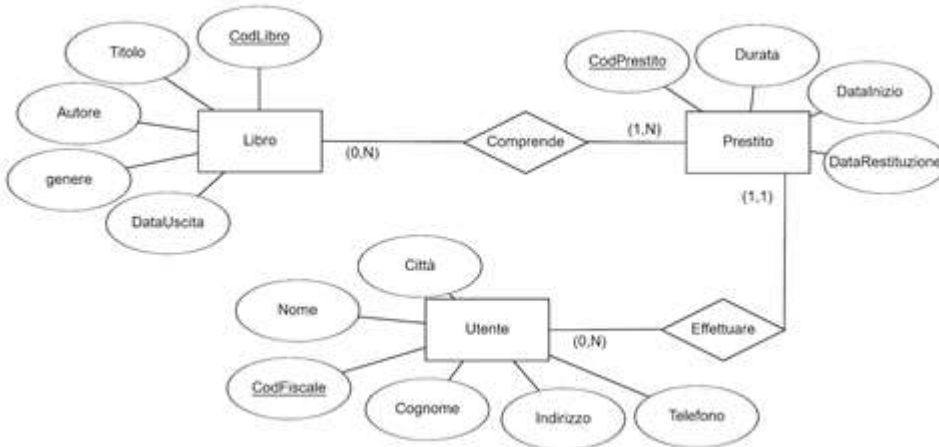 CodLibro
Titolo
Autore
genere
DataUscita
Libro
(0,N)
Comprende
(1,N)
CodPrestito
Durata
DataInizio
DataRestituzione
Prestito
(1,1)
Città
Nome
CodFiscale
Cognome
Indirizzo
Telefono
Utente
(0,N)
Effettuare